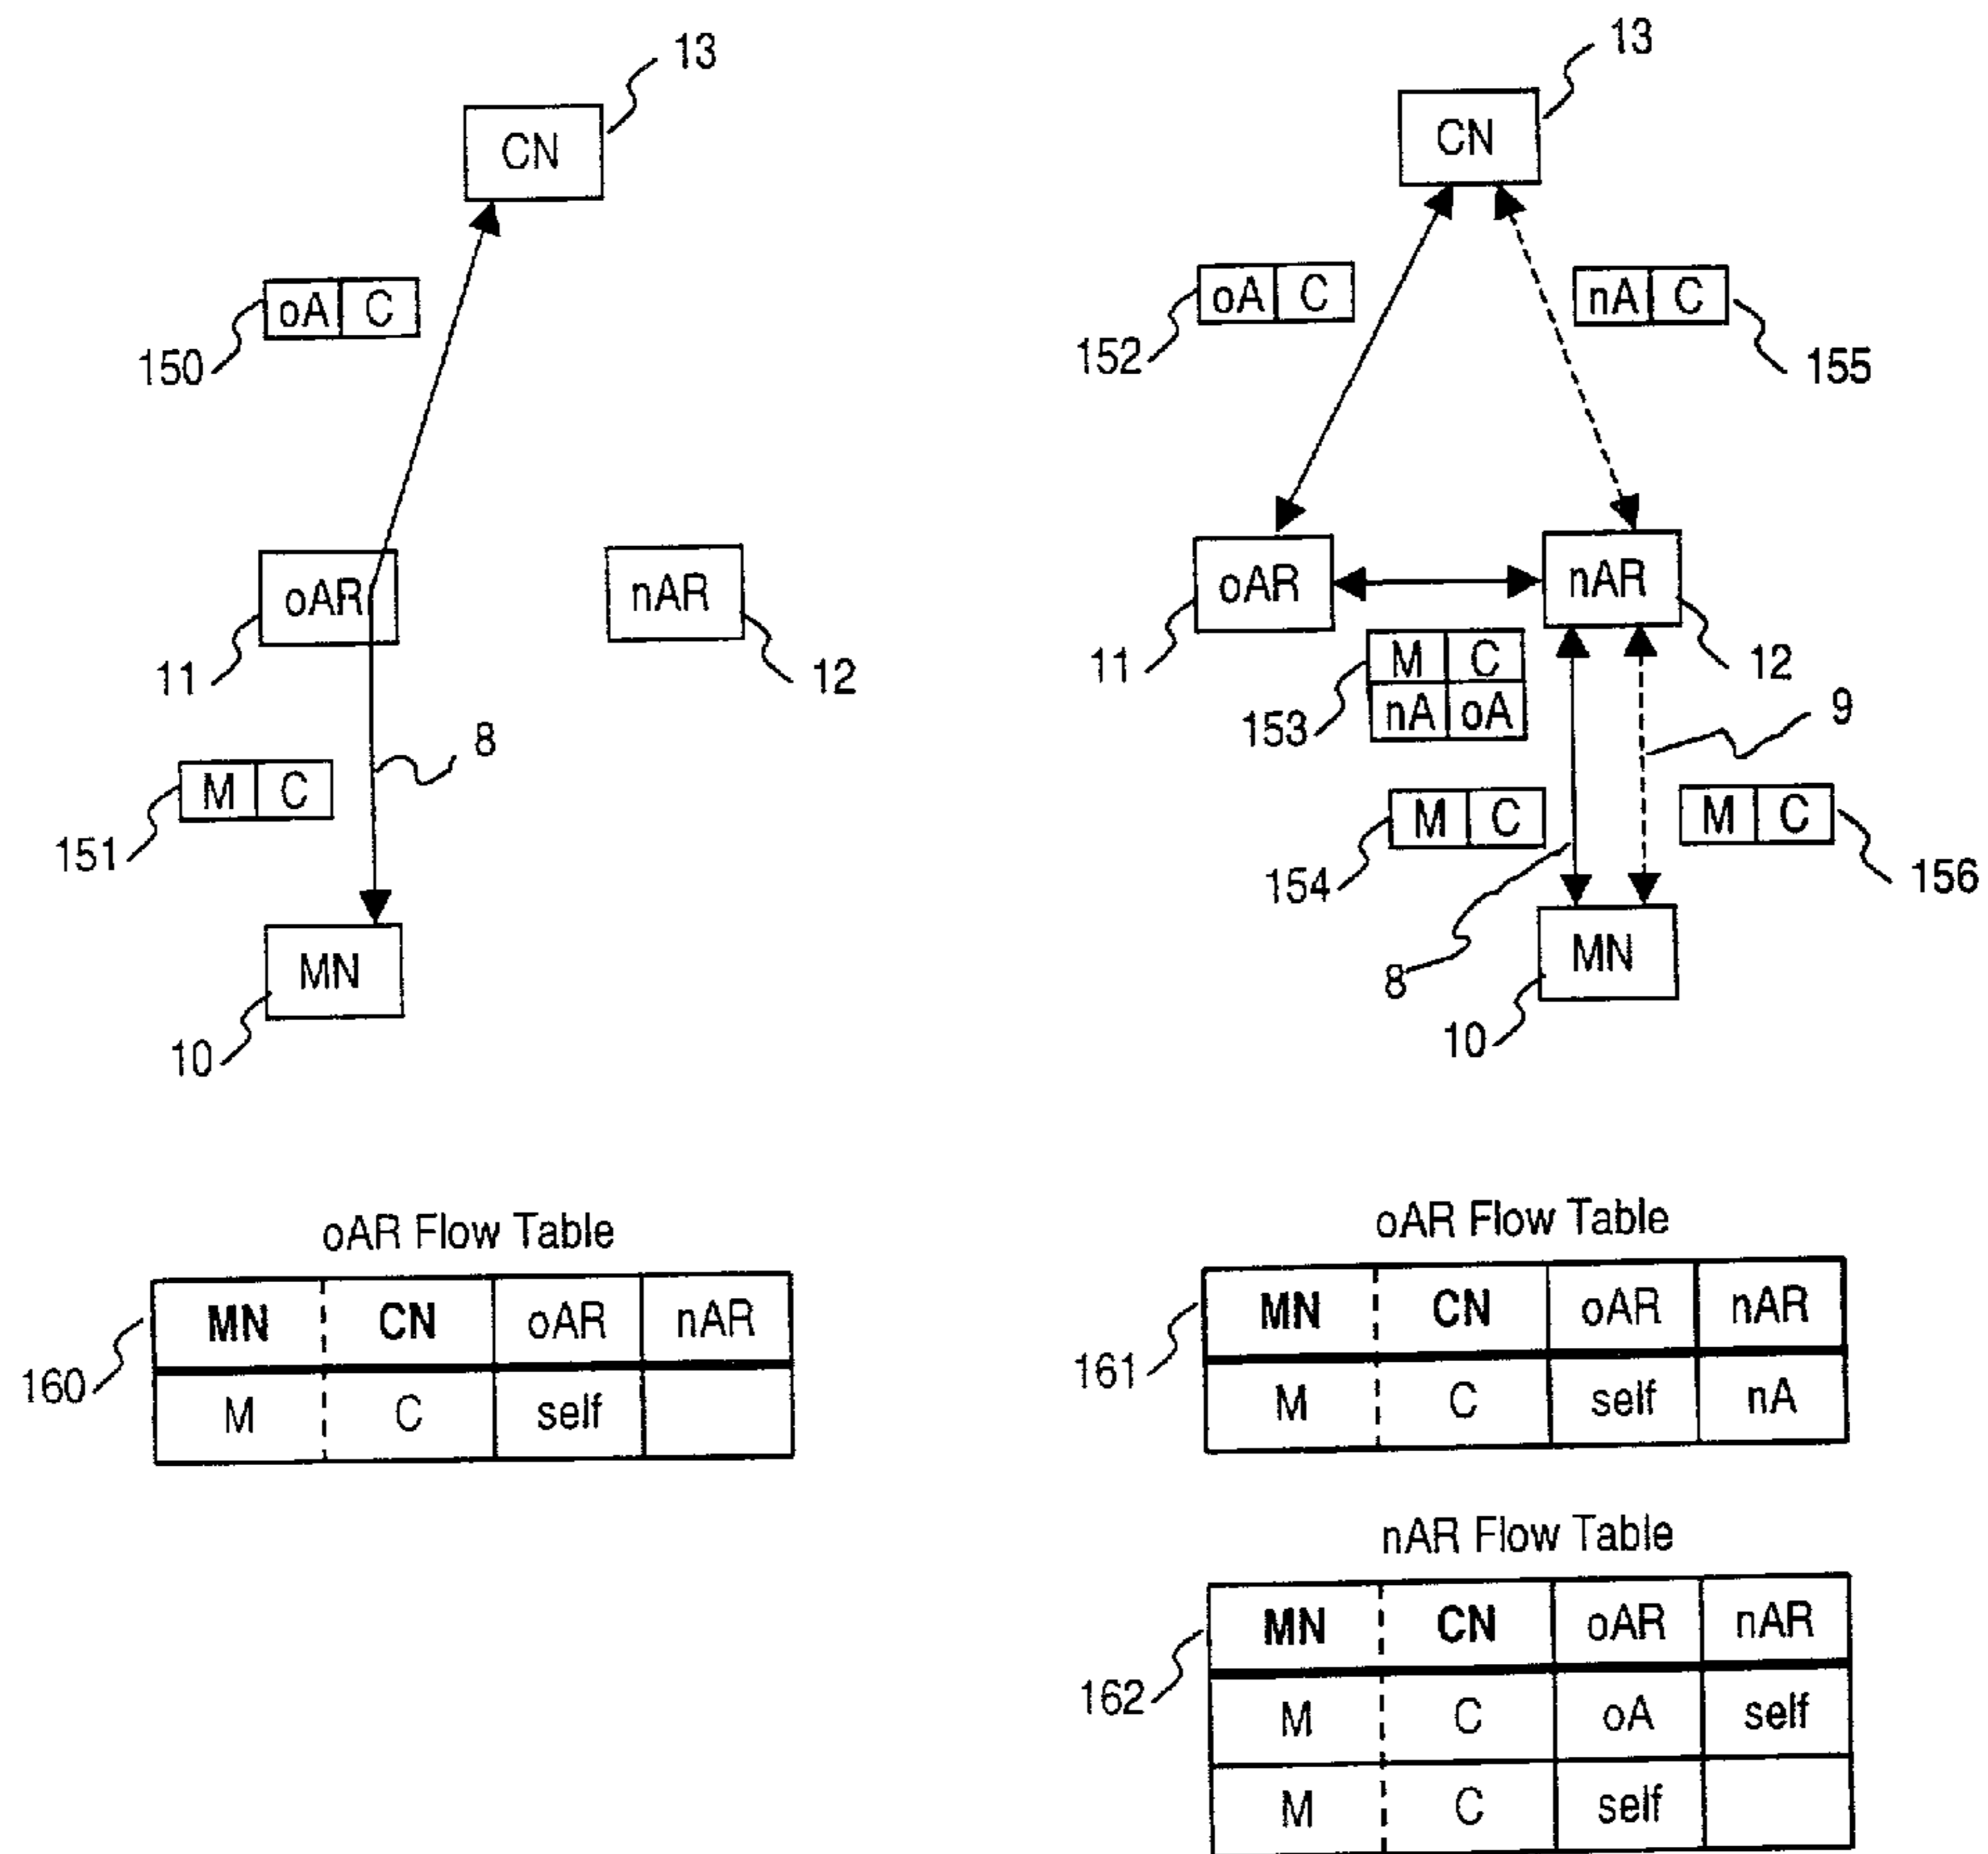 13
CN
oA C
150
oAR
nAR
11
12
8
M C
151
MN
10
oAR Flow Table
MN CN oAR nAR
160
M C self
13
CN
oA C
nA C
152
155
oAR
nAR
11
12
M C
nA oA
153
9
M C
M C
154
156
8
MN
10
oAR Flow Table
MN CN oAR nAR
161
M C self nA
nAR Flow Table
MN CN oAR nAR
162
M C oA self
M C self